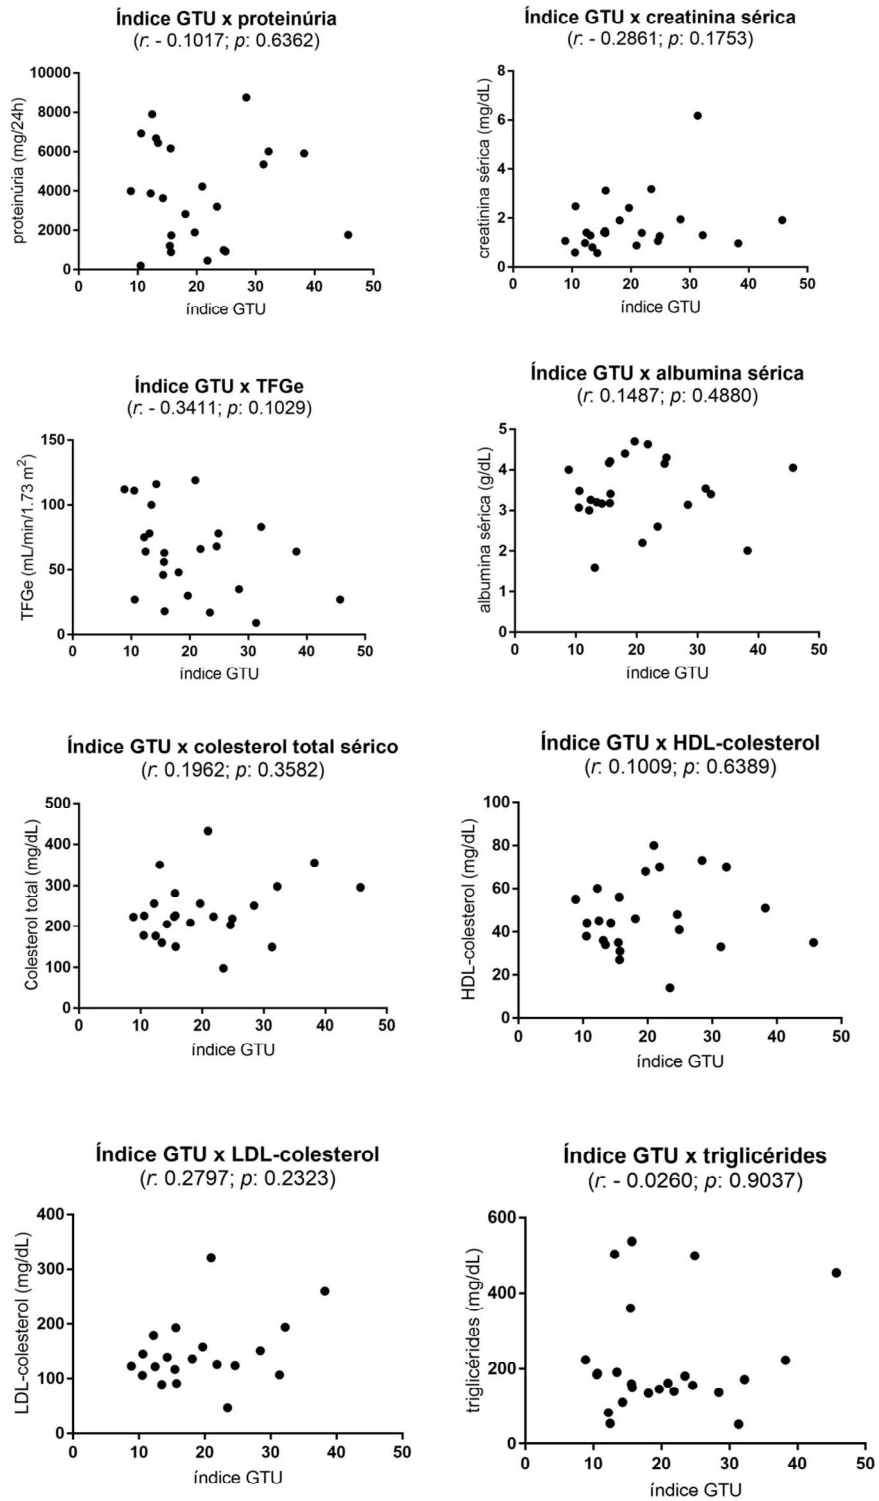 Índice GTU x proteinúria
(r: - 0.1017; p: 0.6362)
proteinúria (mg/24h)
10000
8000
6000
4000
2000
0
0 10 20 30 40 50
índice GTU
Índice GTU x creatinina sérica
(r: - 0.2861; p: 0.1753)
creatinina sérica (mg/dL)
8
6
4
2
0
0 10 20 30 40 50
índice GTU
Índice GTU x TFGe
(r: - 0.3411; p: 0.1029)
TFGe (mL/min/1.73 m²)
150
100
50
0
0 10 20 30 40 50
índice GTU
Índice GTU x albumina sérica
(r: 0.1487; p: 0.4880)
albumina sérica (g/dL)
5
4
3
2
1
0
0 10 20 30 40 50
índice GTU
Índice GTU x colesterol total sérico
(r: 0.1962; p: 0.3582)
Colesterol total (mg/dL)
500
400
300
200
100
0
0 10 20 30 40 50
índice GTU
Índice GTU x HDL-colesterol
(r: 0.1009; p: 0.6389)
HDL-colesterol (mg/dL)
100
80
60
40
20
0
0 10 20 30 40 50
índice GTU
Índice GTU x LDL-colesterol
(r: 0.2797; p: 0.2323)
LDL-colesterol (mg/dL)
400
300
200
100
0
0 10 20 30 40 50
índice GTU
Índice GTU x triglicérides
(r: - 0.0260; p: 0.9037)
triglicérides (mg/dL)
600
400
200
0
0 10 20 30 40 50
índice GTU